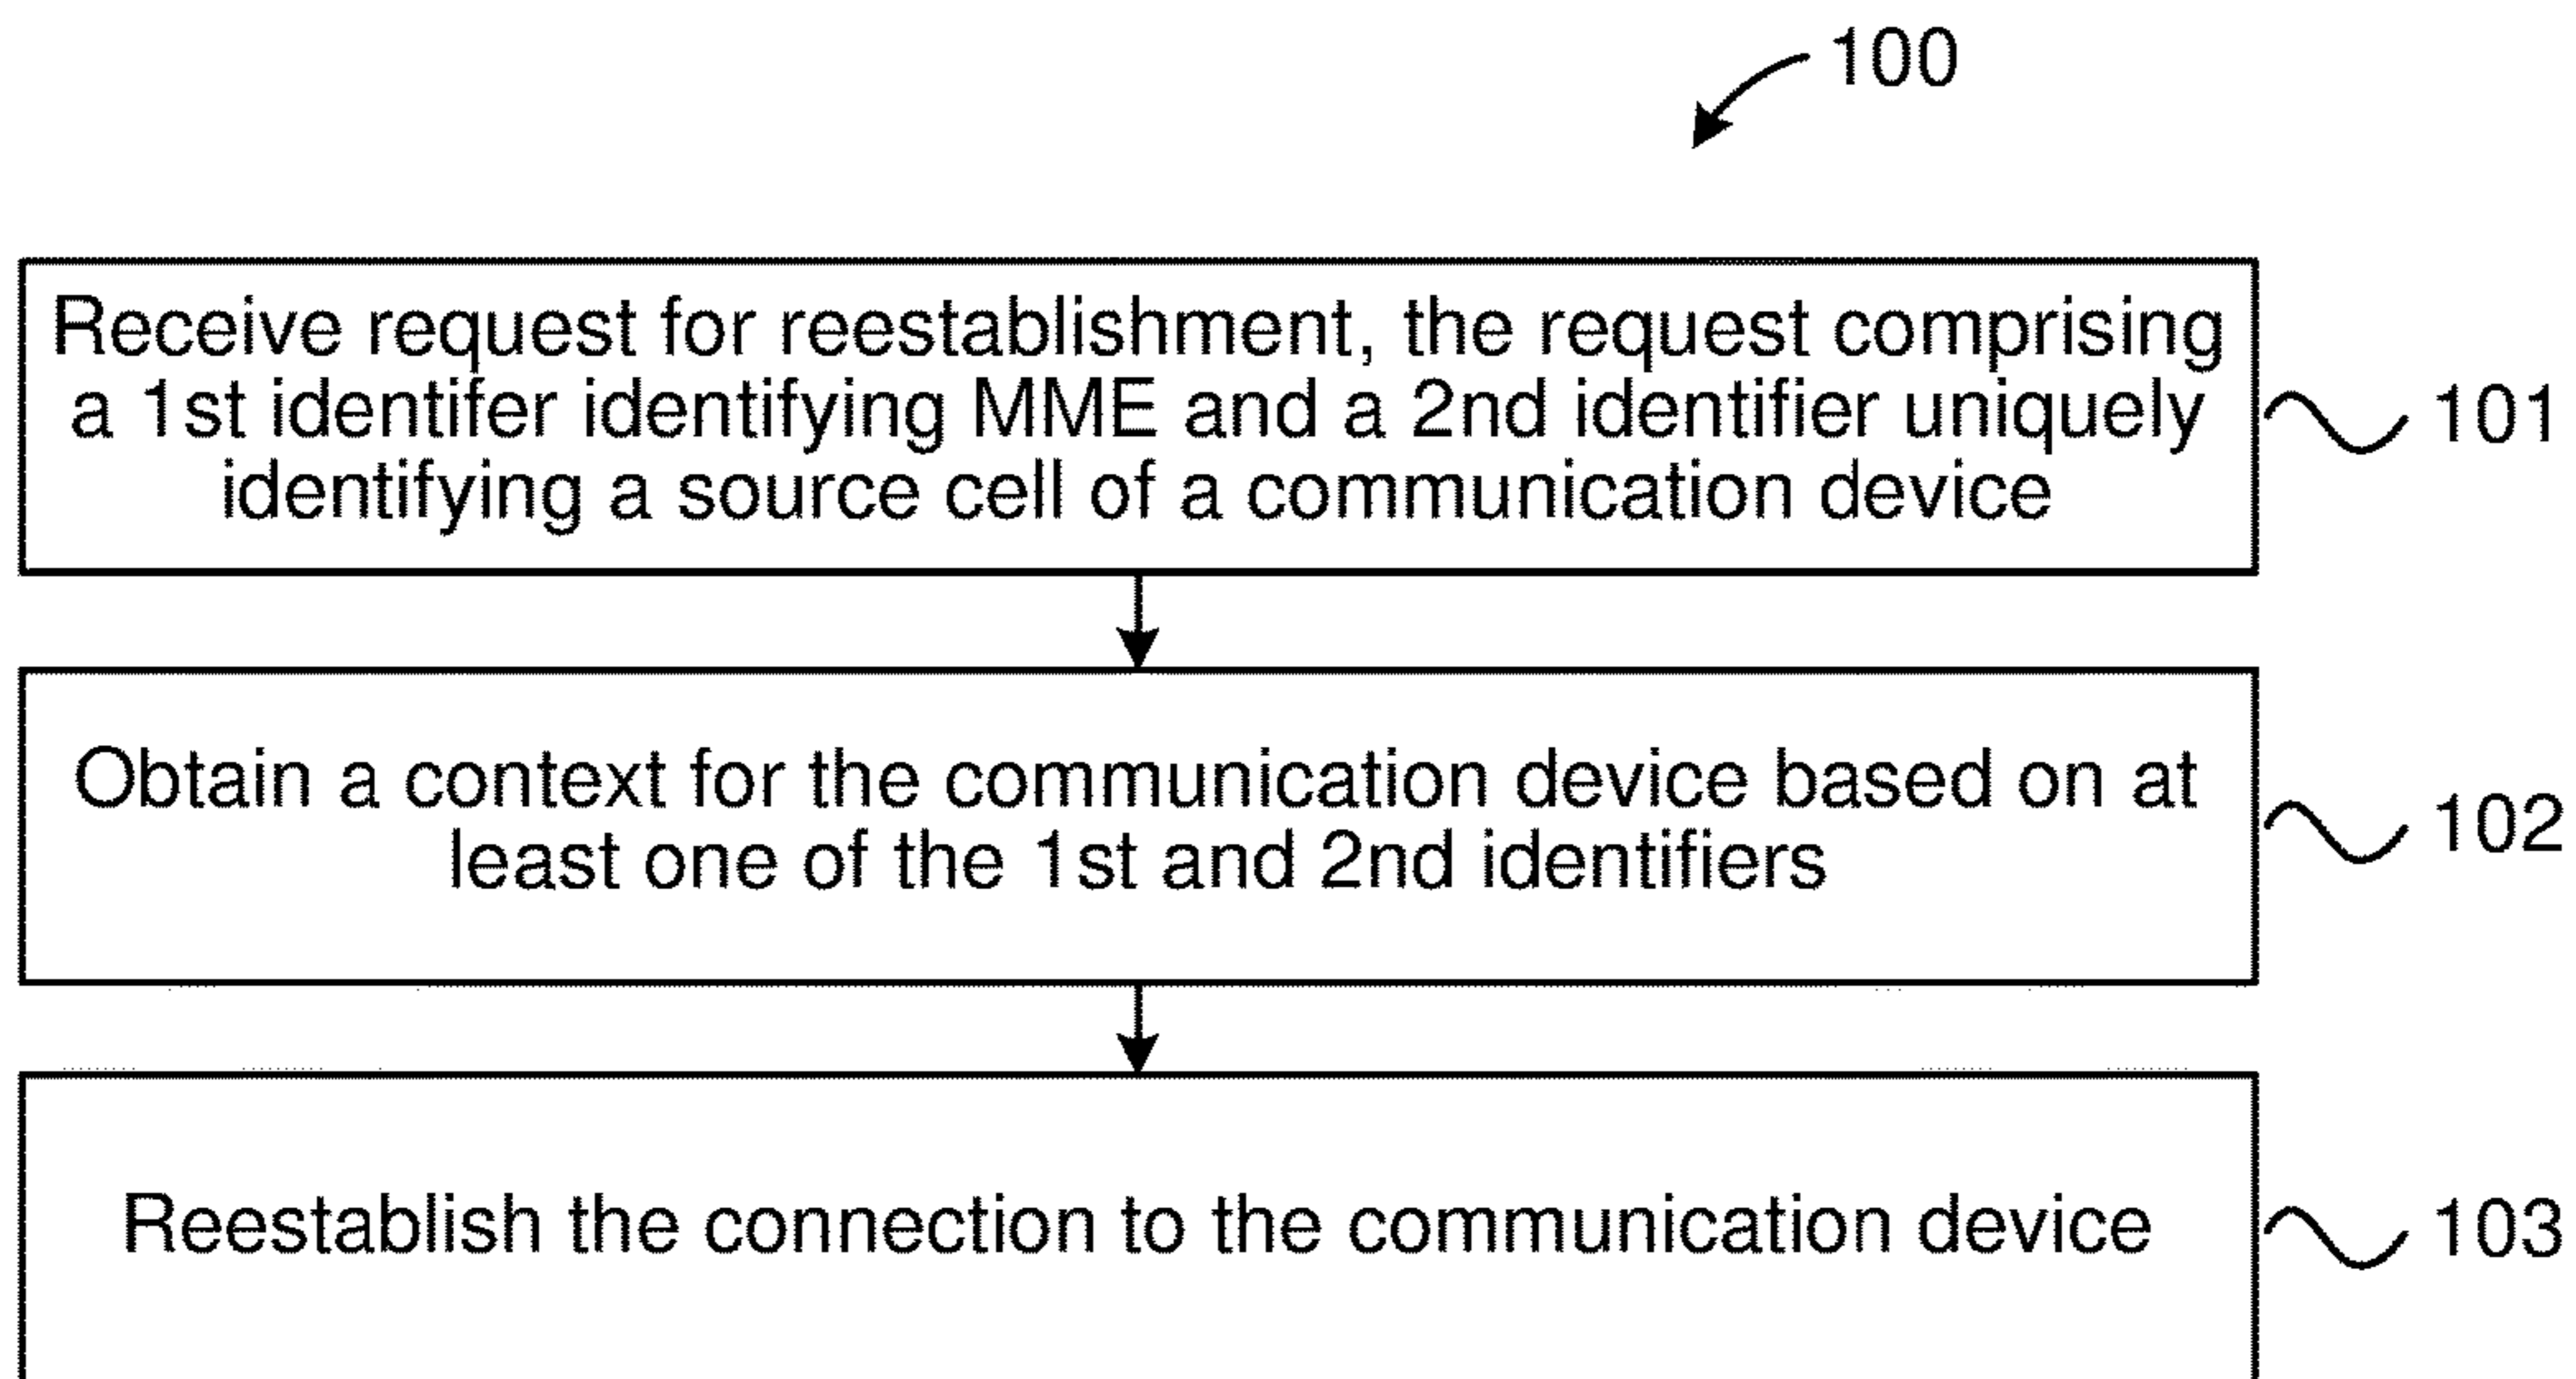 100
Receive request for reestablishment, the request comprising
a 1st identifer identifying MME and a 2nd identifier uniquely
identifying a source cell of a communication device
101
Obtain a context for the communication device based on at
least one of the 1st and 2nd identifiers
102
Reestablish the connection to the communication device
103